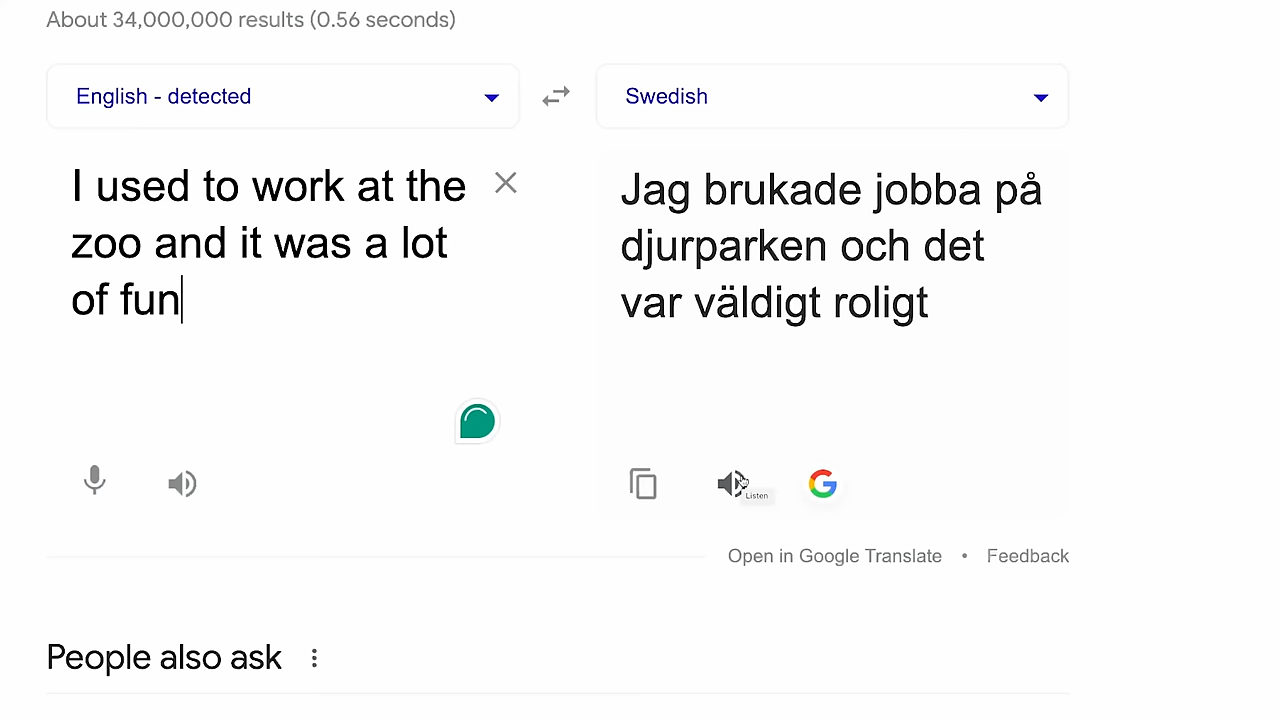 About 34,000,000 results (0.56 seconds)
English - detected
Swedish
I used to work at the
zoo and it was a lot
of fun
Jag brukade jobba på
djurparken och det
var väldigt roligt
Listen
Open in Google Translate • Feedback
People also ask